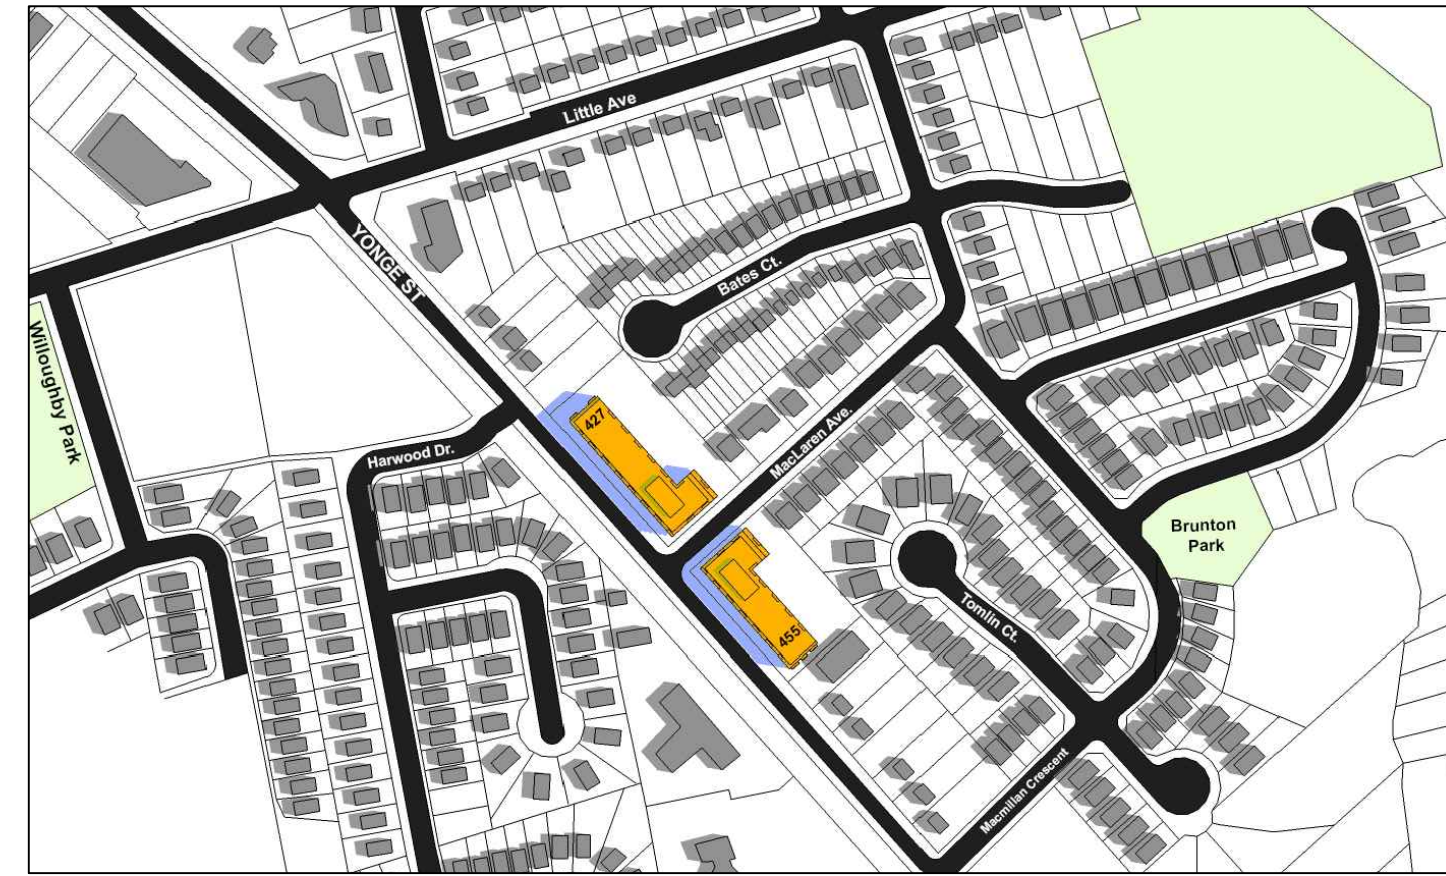 Little Ave
YONGE ST
Bates Ct.
Willoughby Park
427
MacLaren Ave.
Harwood Dr.
Brunton
Park
Tomlin Ct.
455
Macmillan Crescent